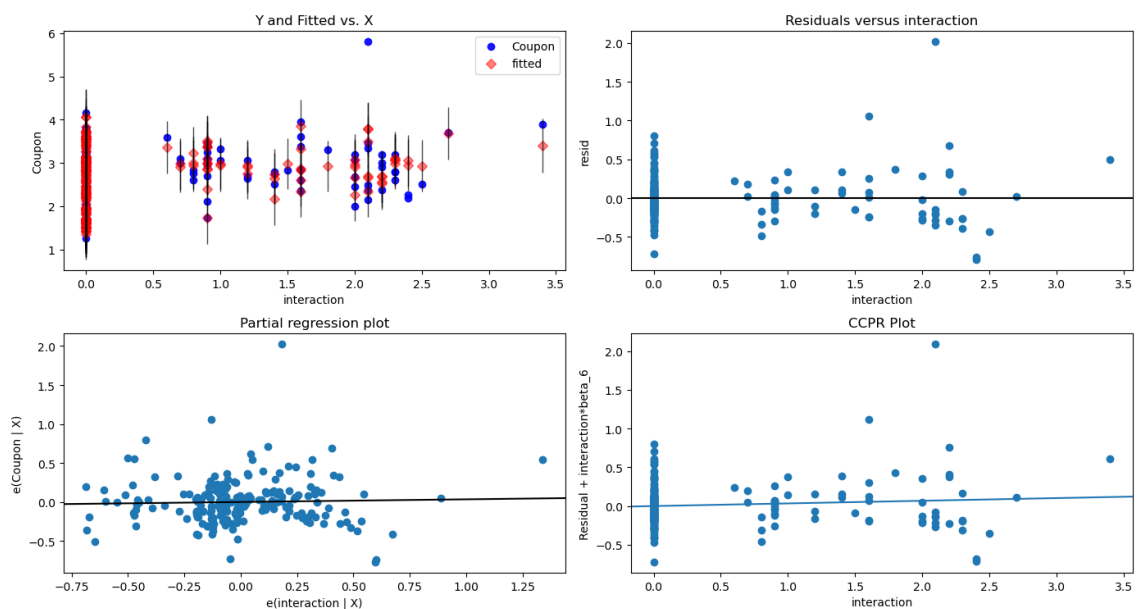 Y and Fitted vs. X
Coupon
6
5
4
3
2
1
Coupon
fitted
0.0 0.5 1.0 1.5 2.0 2.5 3.0 3.5
interaction
Residuals versus interaction
resid
2.0
1.5
1.0
0.5
0.0
−0.5
0.0 0.5 1.0 1.5 2.0 2.5 3.0 3.5
interaction
Partial regression plot
e(Coupon | X)
2.0
1.5
1.0
0.5
0.0
−0.5
−0.75 −0.50 −0.25 0.00 0.25 0.50 0.75 1.00 1.25
e(interaction | X)
CCPR Plot
Residual + interaction*beta_6
2.0
1.5
1.0
0.5
0.0
−0.5
0.0 0.5 1.0 1.5 2.0 2.5 3.0 3.5
interaction